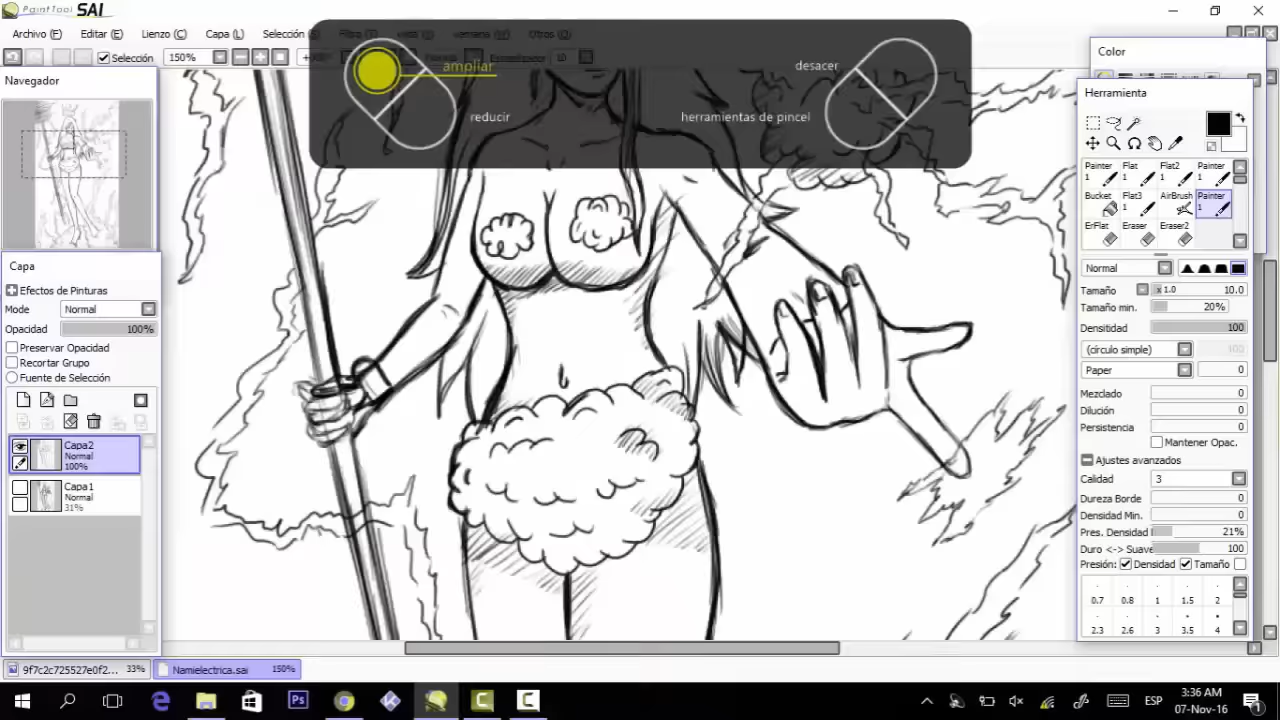 PaintTool SAI
Archivo (F) Editar (E) Lienzo (C) Capa (L) Selección (S)
Selección 150%
ampliar
reducir
desacer
herramientas de pincel
Navegador
Capa
Efectos de Pinturas
Modo Normal
Opacidad 100%
Preservar Opacidad
Recortar Grupo
Fuente de Selección
Capa2
Normal
100%
Capa1
Normal
31%
Color
Herramienta
Painter Flat Flat2 Painter
1 1 1 1
Bucket Flat3 AirBrush Painter
1 1
ErFlat Eraser Eraser2
Normal
Tamaño x 1.0 10.0
Tamaño min. 20%
Densitidad 100
(círculo simple) 100
Paper 0
Mezclado 0
Dilución 0
Persistencia 0
Mantener Opac.
Ajustes avanzados
Calidad 3
Dureza Borde 0
Densidad Min. 0
Pres. Densidad 21%
Duro <-> Suave 100
Presión: Densidad Tamaño
0.7 0.8 1 1.5 2
2.3 2.6 3 3.5 4
9f7c2c725527e0f2... 33% Namielectrica.sai 150%
Ps
ESP
3:36 AM
07-Nov-16
1